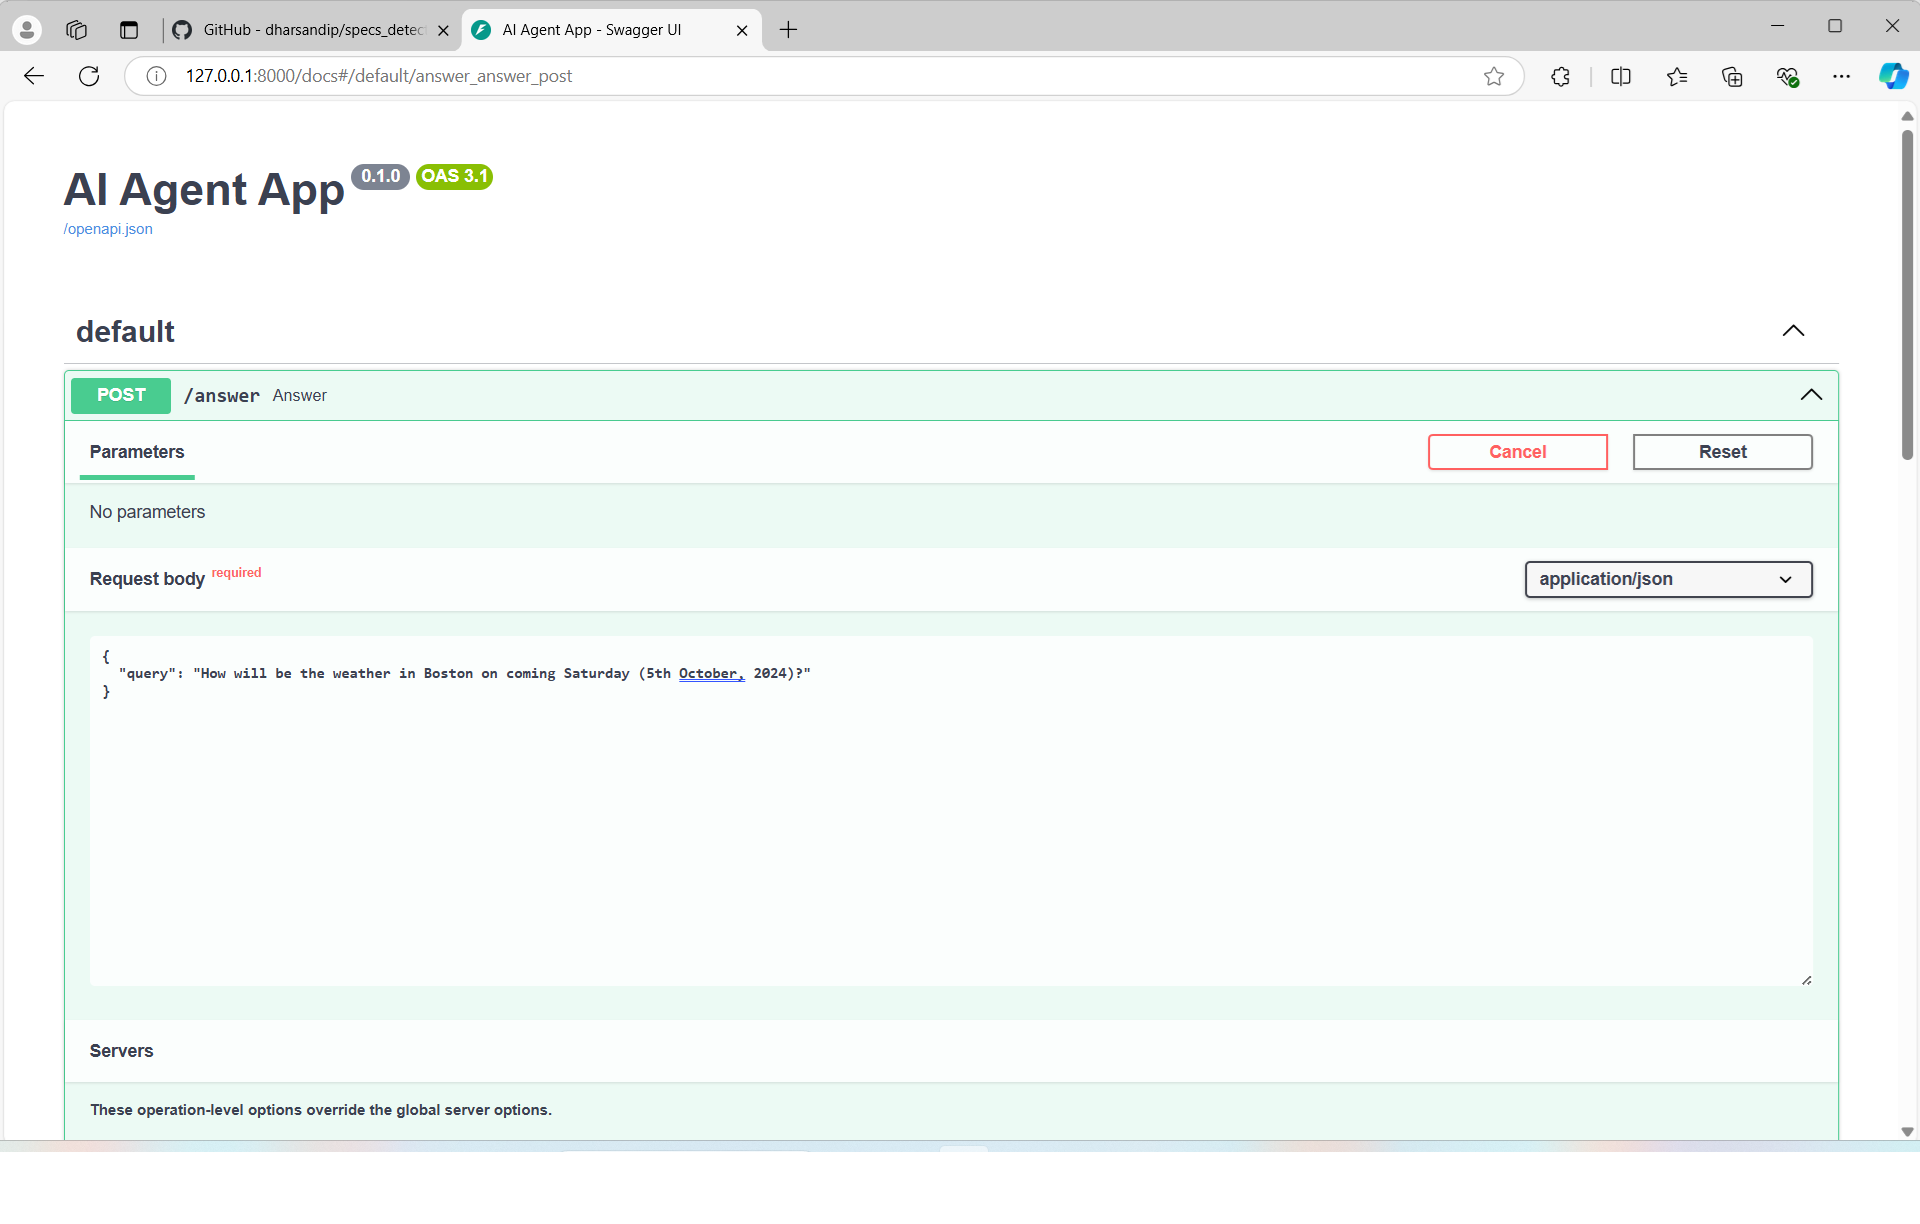 GitHub - dharsandip/specs_detec
AI Agent App - Swagger UI
127.0.0.1:8000/docs#/default/answer_answer_post
AI Agent App 0.1.0 OAS 3.1
/openapi.json
default
POST /answer Answer
Parameters
Cancel
Reset
No parameters
Request body required
application/json
{
"query": "How will be the weather in Boston on coming Saturday (5th October, 2024)?"
}
Servers
These operation-level options override the global server options.